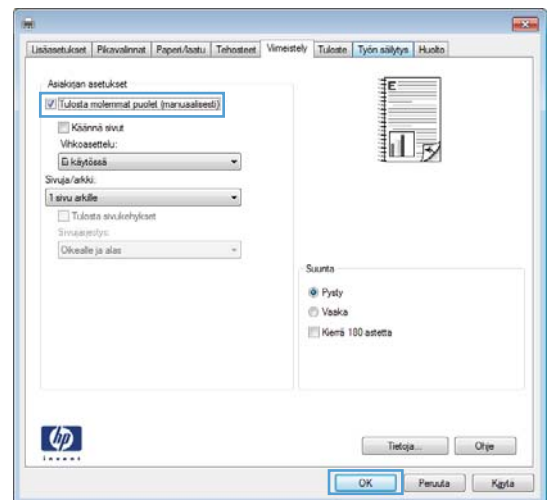 Lisäasetukset Pikavalinnat Paperi/laatu Tehosteet Viimeistely Tuloste Työn säilytys Huolto
Asiakirjan asetukset
Tulosta molemmat puolet (manuaalisesti)
Käännä sivut
Vihkoasettelu:
Ei käytössä
Sivuja/arkki:
1 sivu arkille
Tulosta sivukehykset
Sivujärjestys:
Oikealle ja alas
E
Suunta
Pysty
Vaaka
Kierrä 180 astetta
hp
invent
Tietoja... Ohje
OK Peruuta Käytä